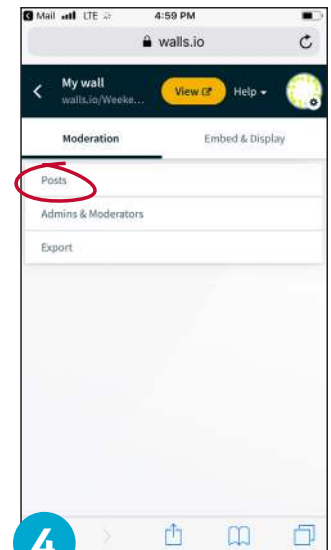 Mail LTE 4:59 PM
walls.io
My wall
walls.io/Weeke...
View
Help
Moderation
Embed & Display
Posts
Admins & Moderators
Export
4